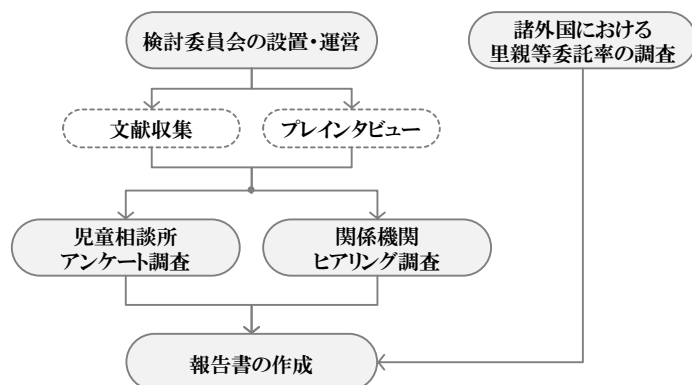 検討委員会の設置・運営
諸外国における
里親等委託率の調査
文献収集
プレインタビュー
児童相談所
アンケート調査
関係機関
ヒアリング調査
報告書の作成